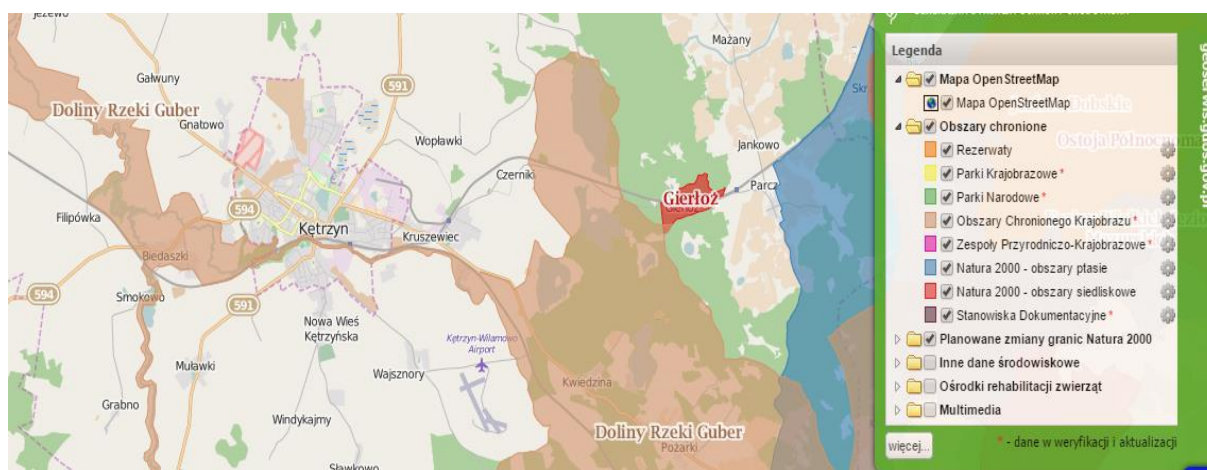 Jeżewo
Mażany
Galwuny
591
Doliny Rzeki Guber
Gnatowo
Wopławki
Jankowo
Czerniki
Gierłoż
Parcz
594
Filipówka
Kętrzyn
Kruszewiec
Biedaszki
594
Smokowo
591
Nowa Wieś
Kętrzyńska
Kętrzyn-Wilamowo
Airport
Muławki
Wajsznory
Kwiedzina
Grabno
Windykajmy
Doliny Rzeki Guber
Pożarki
Sławkowo
Legenda
Mapa OpenStreetMap
Mapa OpenStreetMap
Obszary chronione
Rezerwaty
Parki Krajobrazowe *
Parki Narodowe *
Obszary Chronionego Krajobrazu *
Zespoły Przyrodniczo-Krajobrazowe *
Natura 2000 - obszary ptasie
Natura 2000 - obszary siedliskowe
Stanowiska Dokumentacyjne *
Planowane zmiany granic Natura 2000
Inne dane środowiskowe
Ośrodki rehabilitacji zwierząt
Multimedia
więcej...
* - dane w weryfikacji i aktualizacji